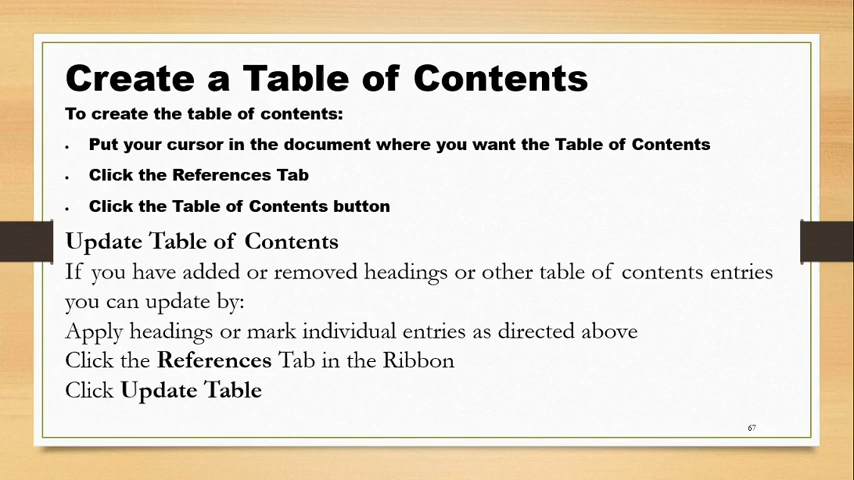 Create a Table of Contents
To create the table of contents:
• Put your cursor in the document where you want the Table of Contents
• Click the References Tab
• Click the Table of Contents button
Update Table of Contents
If you have added or removed headings or other table of contents entries
you can update by:
Apply headings or mark individual entries as directed above
Click the References Tab in the Ribbon
Click Update Table
67